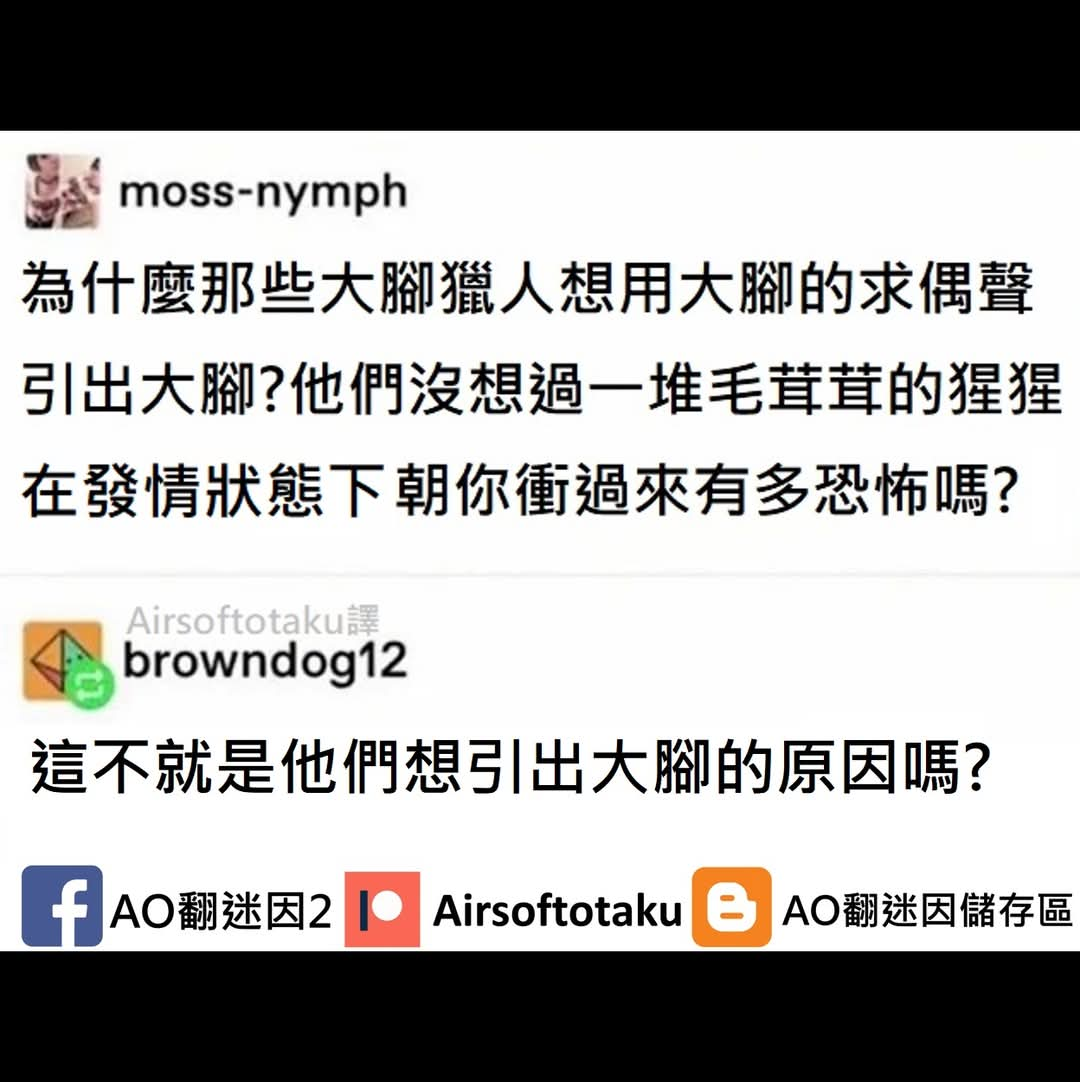 moss-nymph
為什麼那些大腳獵人想用大腳的求偶聲
引出大腳?他們沒想過一堆毛茸茸的猩猩
在發情狀態下朝你衝過來有多恐怖嗎?
Airsoftotaku譯
browndog12
這不就是他們想引出大腳的原因嗎?
AO翻迷因2 Airsoftotaku AO翻迷因儲存區